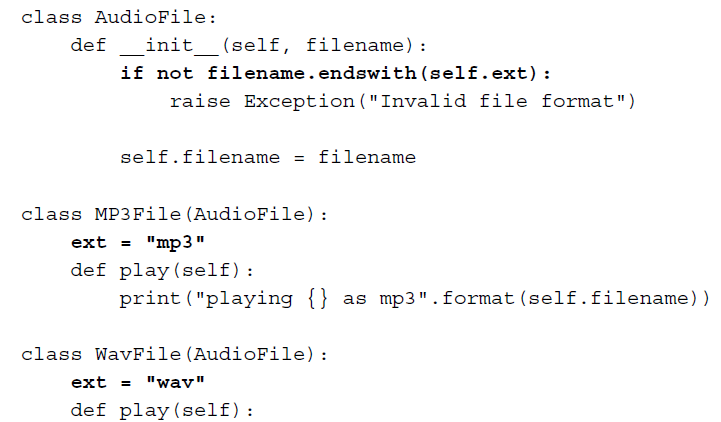 class AudioFile:
    def __init__(self, filename):
        if not filename.endswith(self.ext):
            raise Exception("Invalid file format")

        self.filename = filename

class MP3File(AudioFile):
    ext = "mp3"
    def play(self):
        print("playing {} as mp3".format(self.filename))

class WavFile(AudioFile):
    ext = "wav"
    def play(self):